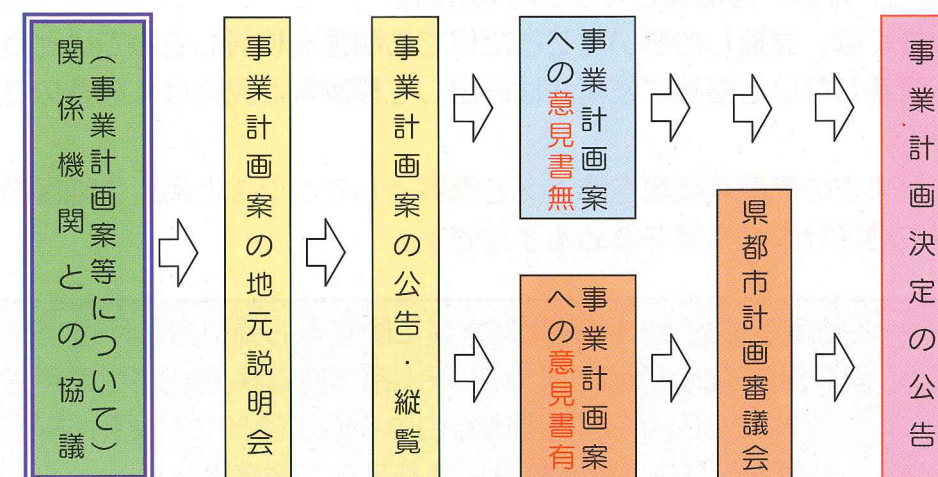 関係機関との協議
（事業計画案等について）
事業計画案の地元説明会
事業計画案の公告・縦覧
事業計画案
への意見書無
事業計画案
への意見書有
県都市計画審議会
事業計画決定の公告